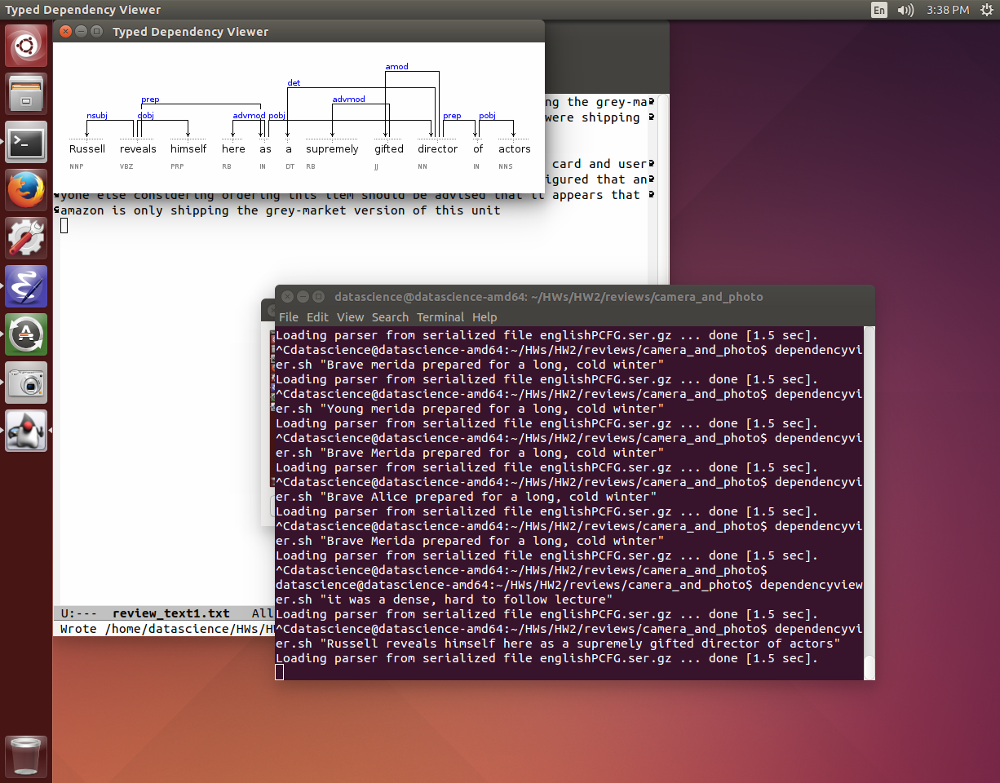 Typed Dependency Viewer
En
3:38 PM
Typed Dependency Viewer
amod
det
prep advmod
nsubj dobj advmod pobj prep pobj
Russell reveals himself here as a supremely gifted director of actors
NNP VBZ PRP RB IN DT RB JJ NN IN NNS
ng the grey-ma
were shipping
card and user
igured that an
yone else considering ordering this item should be advised that it appears that
amazon is only shipping the grey-market version of this unit
U:--- review_text1.txt All
Wrote /home/datascience/HWs/H
datascience@datascience-amd64: ~/HWs/HW2/reviews/camera_and_photo
File Edit View Search Terminal Help
Loading parser from serialized file englishPCFG.ser.gz ... done [1.5 sec].
^Cdatascience@datascience-amd64:~/HWs/HW2/reviews/camera_and_photo$ dependencyvi
er.sh "Brave merida prepared for a long, cold winter"
Loading parser from serialized file englishPCFG.ser.gz ... done [1.5 sec].
^Cdatascience@datascience-amd64:~/HWs/HW2/reviews/camera_and_photo$ dependencyvi
er.sh "Young merida prepared for a long, cold winter"
Loading parser from serialized file englishPCFG.ser.gz ... done [1.5 sec].
^Cdatascience@datascience-amd64:~/HWs/HW2/reviews/camera_and_photo$ dependencyvi
er.sh "Brave Merida prepared for a long, cold winter"
Loading parser from serialized file englishPCFG.ser.gz ... done [1.5 sec].
^Cdatascience@datascience-amd64:~/HWs/HW2/reviews/camera_and_photo$ dependencyvi
er.sh "Brave Alice prepared for a long, cold winter"
Loading parser from serialized file englishPCFG.ser.gz ... done [1.5 sec].
^Cdatascience@datascience-amd64:~/HWs/HW2/reviews/camera_and_photo$ dependencyvi
er.sh "Brave Merida prepared for a long, cold winter"
Loading parser from serialized file englishPCFG.ser.gz ... done [1.5 sec].
^Cdatascience@datascience-amd64:~/HWs/HW2/reviews/camera_and_photo$
datascience@datascience-amd64:~/HWs/HW2/reviews/camera_and_photo$ dependencyview
er.sh "it was a dense, hard to follow lecture"
Loading parser from serialized file englishPCFG.ser.gz ... done [1.5 sec].
^Cdatascience@datascience-amd64:~/HWs/HW2/reviews/camera_and_photo$ dependencyvi
er.sh "Russell reveals himself here as a supremely gifted director of actors"
Loading parser from serialized file englishPCFG.ser.gz ... done [1.5 sec].